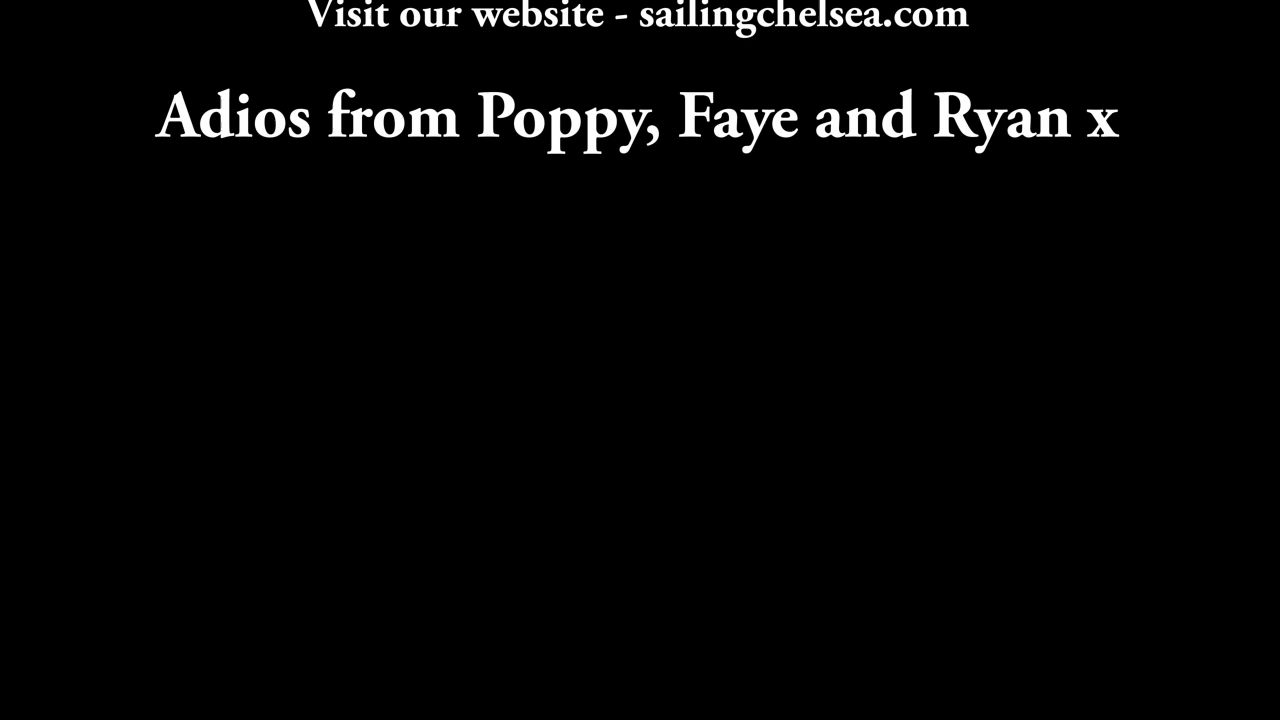 Visit our website - sailingchelsea.com
Adios from Poppy, Faye and Ryan x